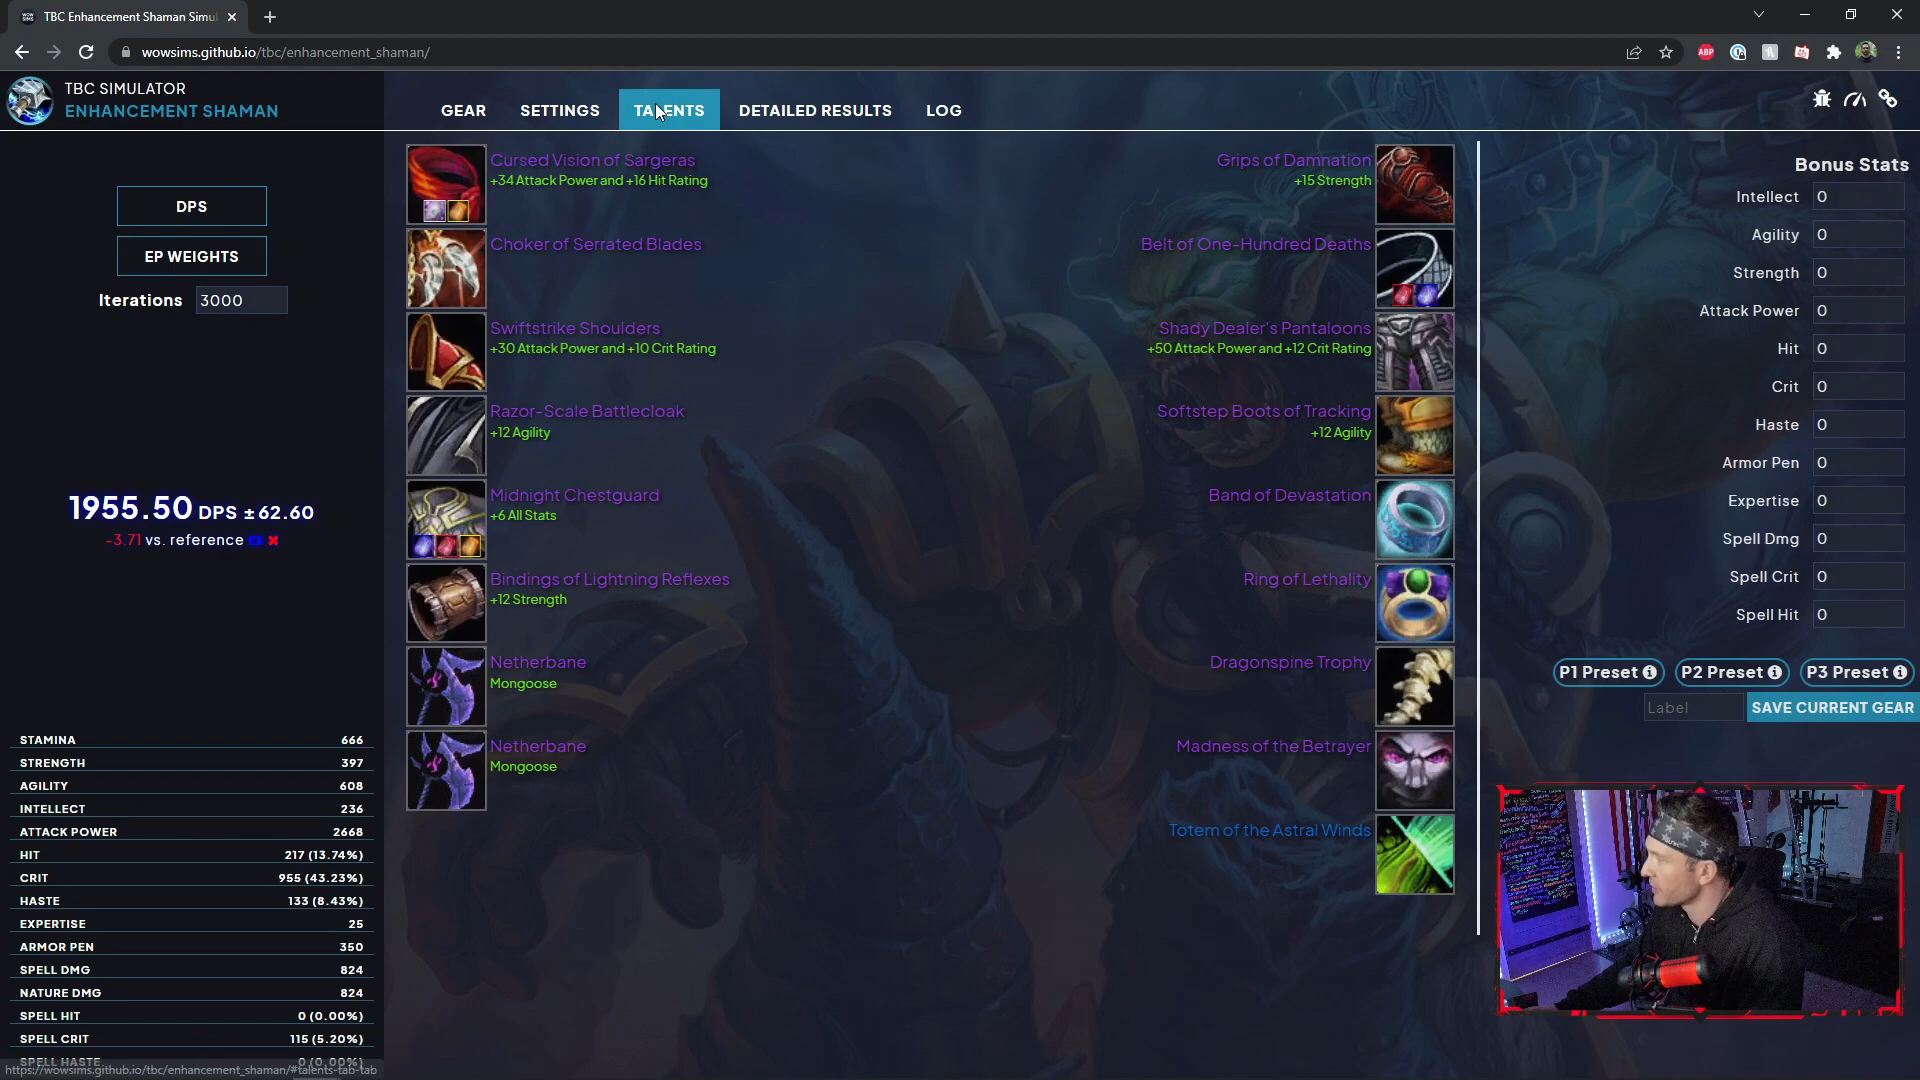 TBC Enhancement Shaman Simu
wowsims.github.io/tbc/enhancement_shaman/
ABP
TBC SIMULATOR
ENHANCEMENT SHAMAN
GEAR
SETTINGS
TALENTS
DETAILED RESULTS
LOG
DPS
EP WEIGHTS
Iterations 3000
1955.50 DPS ±62.60
-3.71 vs. reference
STAMINA 666
STRENGTH 397
AGILITY 608
INTELLECT 236
ATTACK POWER 2668
HIT 217 (13.74%)
CRIT 955 (43.23%)
HASTE 133 (8.43%)
EXPERTISE 25
ARMOR PEN 350
SPELL DMG 824
NATURE DMG 824
SPELL HIT 0 (0.00%)
SPELL CRIT 115 (5.20%)
SPELL HASTE 0 (0.00%)
https://wowsims.github.io/tbc/enhancement_shaman/#talents-tab-tab
Cursed Vision of Sargeras
+34 Attack Power and +16 Hit Rating
Choker of Serrated Blades
Swiftstrike Shoulders
+30 Attack Power and +10 Crit Rating
Razor-Scale Battlecloak
+12 Agility
Midnight Chestguard
+6 All Stats
Bindings of Lightning Reflexes
+12 Strength
Netherbane
Mongoose
Netherbane
Mongoose
Grips of Damnation
+15 Strength
Belt of One-Hundred Deaths
Shady Dealer's Pantaloons
+50 Attack Power and +12 Crit Rating
Softstep Boots of Tracking
+12 Agility
Band of Devastation
Ring of Lethality
Dragonspine Trophy
Madness of the Betrayer
Totem of the Astral Winds
Bonus Stats
Intellect 0
Agility 0
Strength 0
Attack Power 0
Hit 0
Crit 0
Haste 0
Armor Pen 0
Expertise 0
Spell Dmg 0
Spell Crit 0
Spell Hit 0
P1 Preset
P2 Preset
P3 Preset
Label
SAVE CURRENT GEAR